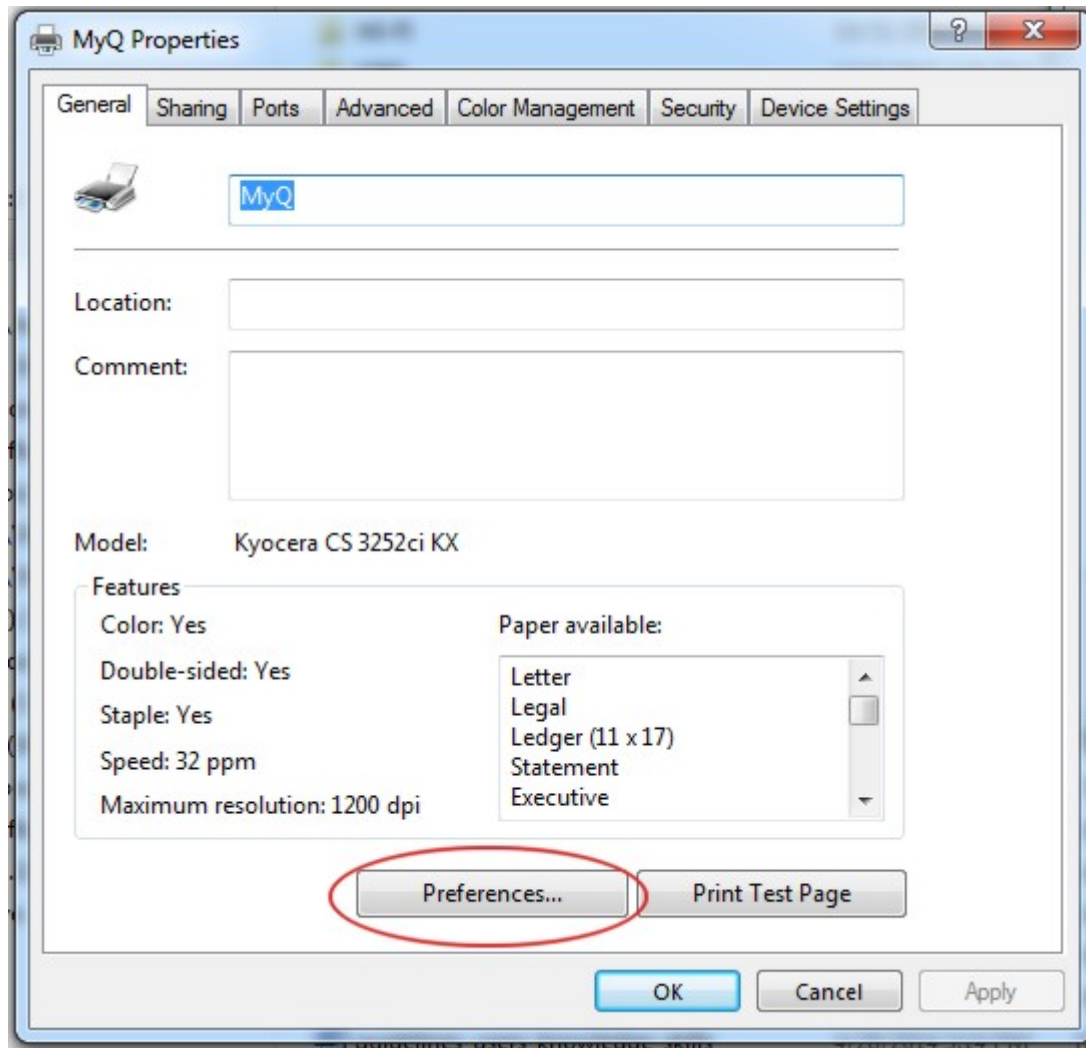 MyQ Properties
General Sharing Ports Advanced Color Management Security Device Settings
MyQ
Location:
Comment:
Model: Kyocera CS 3252ci KX
Features
Color: Yes
Double-sided: Yes
Staple: Yes
Speed: 32 ppm
Maximum resolution: 1200 dpi
Paper available:
Letter
Legal
Ledger (11 x 17)
Statement
Executive
Preferences... Print Test Page
OK Cancel Apply